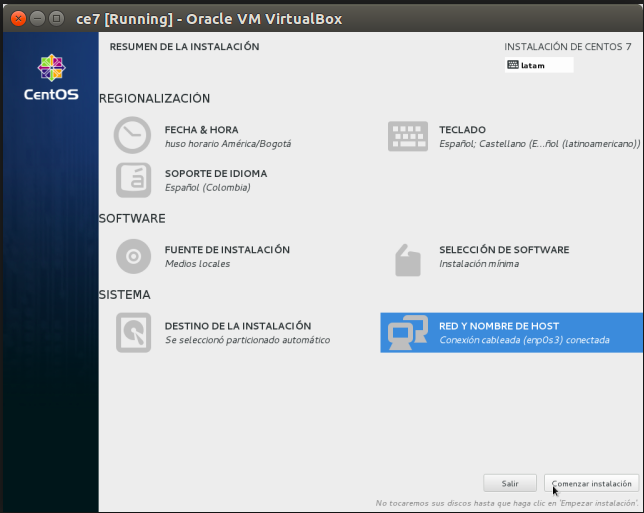 ce7 [Running] - Oracle VM VirtualBox
RESUMEN DE LA INSTALACIÓN
INSTALACIÓN DE CENTOS 7
latam
CentOS
REGIONALIZACIÓN
FECHA & HORA
huso horario América/Bogotá
TECLADO
Español; Castellano (E...ñol (latinoamericano))
SOPORTE DE IDIOMA
Español (Colombia)
SOFTWARE
FUENTE DE INSTALACIÓN
Medios locales
SELECCIÓN DE SOFTWARE
Instalación mínima
SISTEMA
DESTINO DE LA INSTALACIÓN
Se seleccionó particionado automático
RED Y NOMBRE DE HOST
Conexión cableada (enp0s3) conectada
Salir
Comenzar instalación
No tocaremos sus discos hasta que haga clic en 'Empezar instalación'.